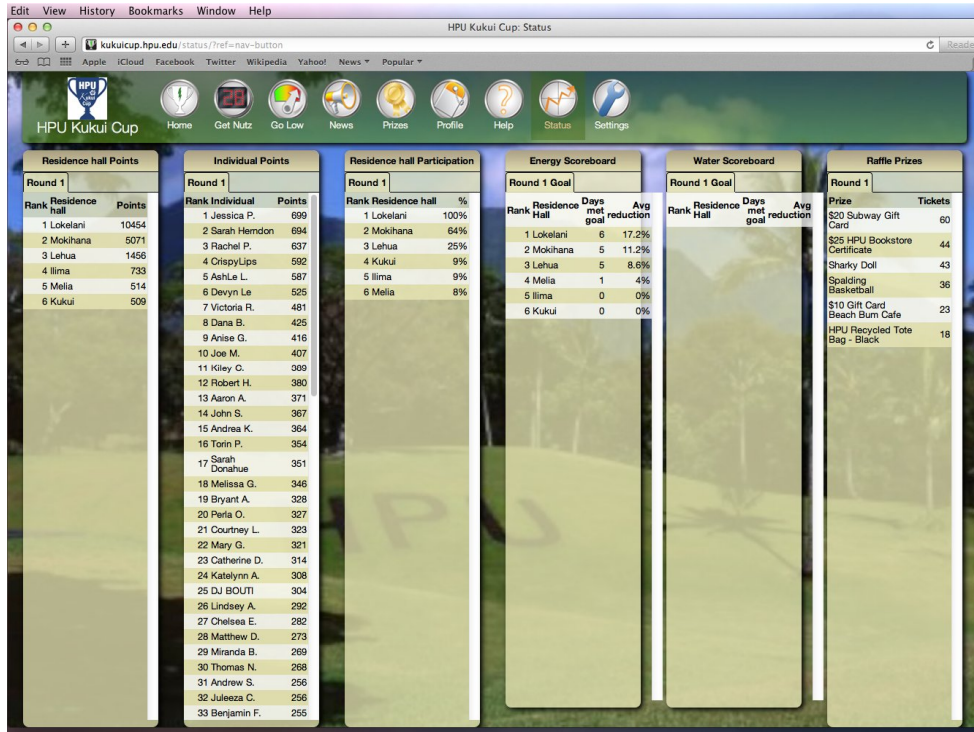 Edit View History Bookmarks Window Help
HPU Kukui Cup: Status
kukuicup.hpu.edu/status/?ref=nav-button
Reade
Apple iCloud Facebook Twitter Wikipedia Yahoo! News Popular
HPU
Kukui
Cup
HPU Kukui Cup
28
Home Get Nutz Go Low News Prizes Profile Help Status Settings
Residence hall Points
Round 1
Rank Residence hall Points
1 Lokelani 10454
2 Mokihana 5071
3 Lehua 1456
4 Ilima 733
5 Melia 514
6 Kukui 509
Individual Points
Round 1
Rank Individual Points
1 Jessica P. 699
2 Sarah Herndon 694
3 Rachel P. 637
4 CrispyLips 592
5 AshLe L. 587
6 Devyn Le 525
7 Victoria R. 481
8 Dana B. 425
9 Anise G. 416
10 Joe M. 407
11 Kiley C. 389
12 Robert H. 380
13 Aaron A. 371
14 John S. 367
15 Andrea K. 364
16 Torin P. 354
17 Sarah Donahue 351
18 Melissa G. 346
19 Bryant A. 328
20 Perla O. 327
21 Courtney L. 323
22 Mary G. 321
23 Catherine D. 314
24 Katelynn A. 308
25 DJ BOUTI 304
26 Lindsey A. 292
27 Chelsea E. 282
28 Matthew D. 273
29 Miranda B. 269
30 Thomas N. 268
31 Andrew S. 256
32 Juleeza C. 256
33 Benjamin F. 255
Residence hall Participation
Round 1
Rank Residence hall %
1 Lokelani 100%
2 Mokihana 64%
3 Lehua 25%
4 Kukui 9%
5 Ilima 9%
6 Melia 8%
Energy Scoreboard
Round 1 Goal
Rank Residence Hall Days met goal Avg reduction
1 Lokelani 6 17.2%
2 Mokihana 5 11.2%
3 Lehua 5 8.6%
4 Melia 1 4%
5 Ilima 0 0%
6 Kukui 0 0%
Water Scoreboard
Round 1 Goal
Rank Residence Hall Days met goal Avg reduction
Raffle Prizes
Round 1
Prize Tickets
$20 Subway Gift Card 60
$25 HPU Bookstore Certificate 44
Sharky Doll 43
Spalding Basketball 36
$10 Gift Card Beach Bum Cafe 23
HPU Recycled Tote Bag - Black 18
HPU